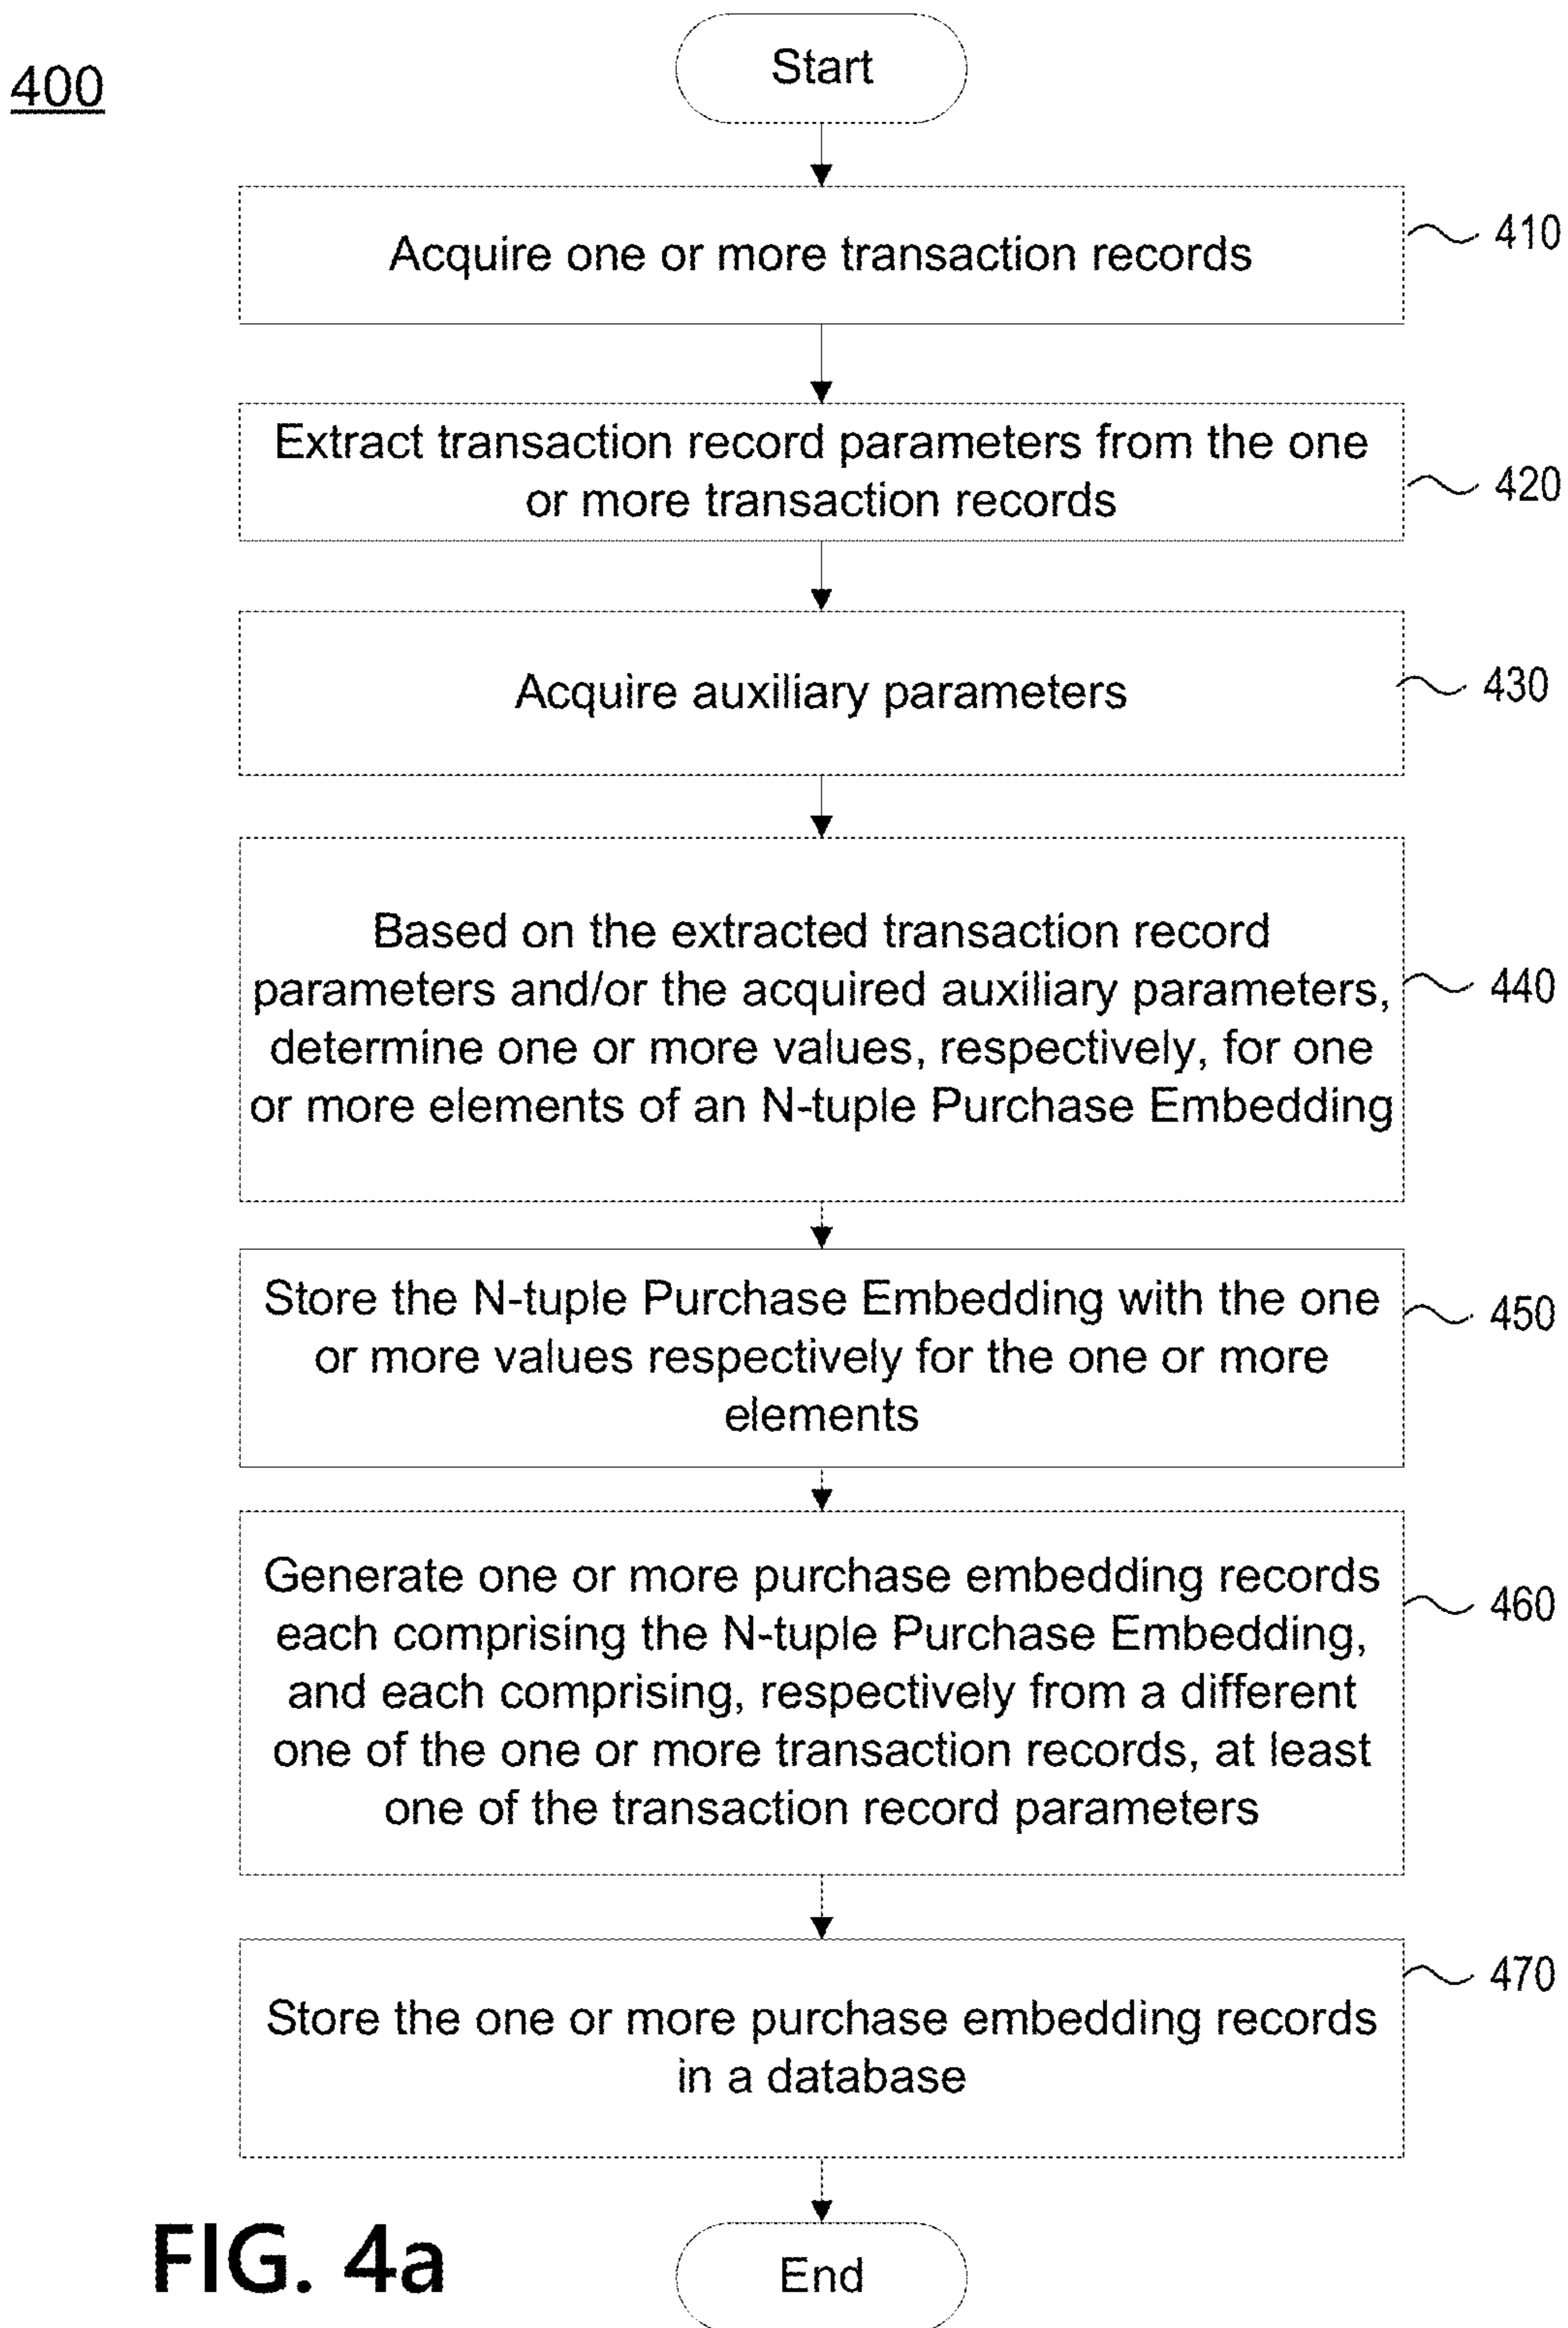 400
Start
Acquire one or more transaction records
410
Extract transaction record parameters from the one
or more transaction records
420
Acquire auxiliary parameters
430
Based on the extracted transaction record
parameters and/or the acquired auxiliary parameters,
determine one or more values, respectively, for one
or more elements of an N-tuple Purchase Embedding
440
Store the N-tuple Purchase Embedding with the one
or more values respectively for the one or more
elements
450
Generate one or more purchase embedding records
each comprising the N-tuple Purchase Embedding,
and each comprising, respectively from a different
one of the one or more transaction records, at least
one of the transaction record parameters
460
Store the one or more purchase embedding records
in a database
470
End
FIG. 4a